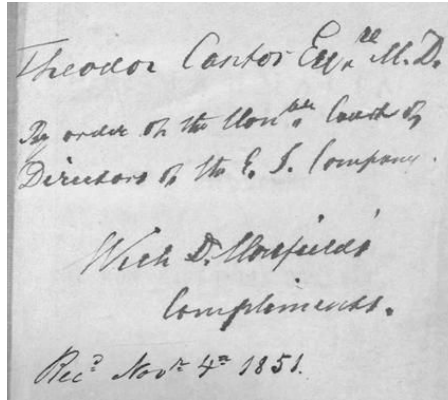 Theodor Cantor Esqre. M.D.
By order of the Honble. Court of
Directors of the E. I. Company.
With Dr. Horsfield's
Compliments.
Recd. Novr. 4th 1851.